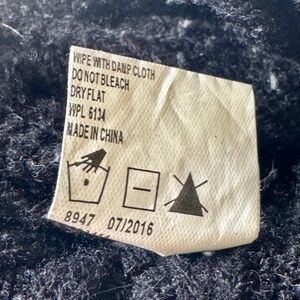 WIPE WITH DAMP CLOTH
DO NOT BLEACH
DRY FLAT
WPL 6134
MADE IN CHINA
8947 07/2016